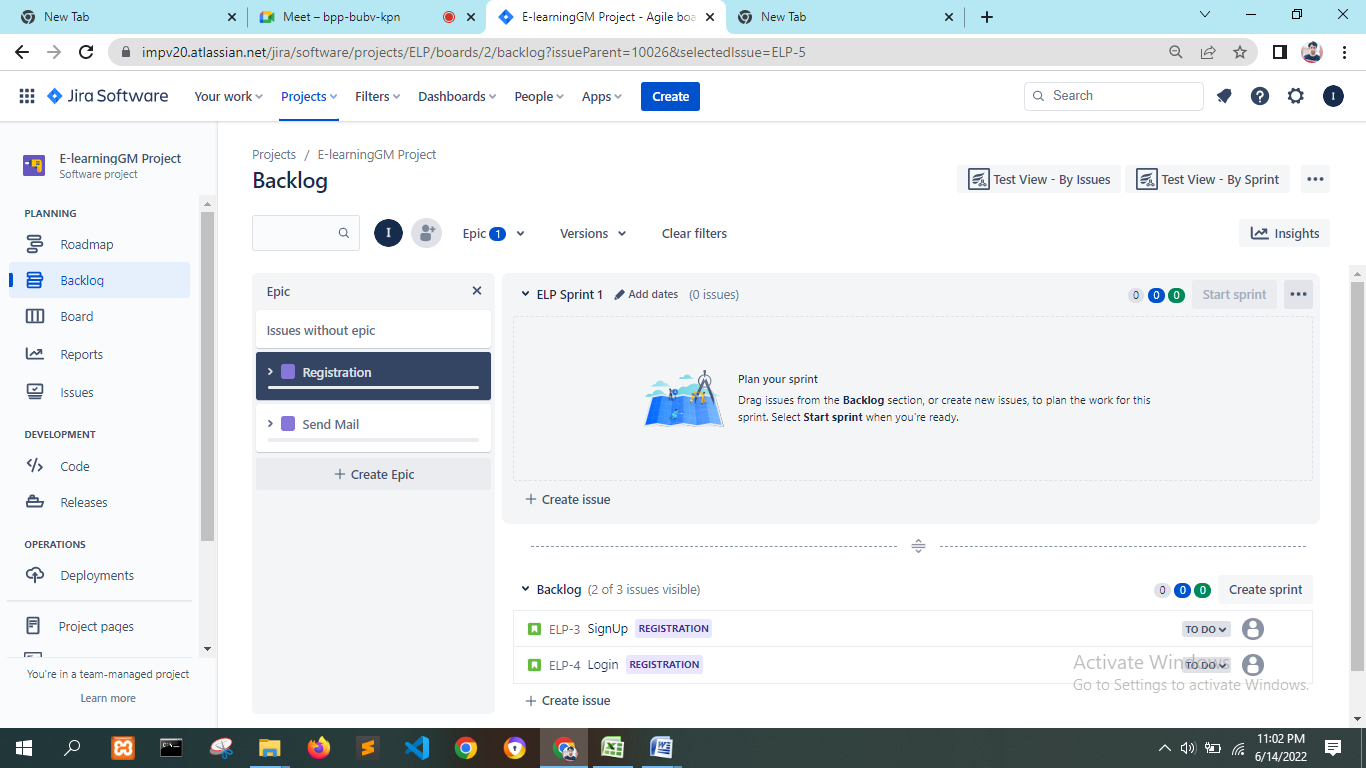 New Tab
Meet – bpp-bubv-kpn
E-learningGM Project - Agile boa
New Tab
impv20.atlassian.net/jira/software/projects/ELP/boards/2/backlog?issueParent=10026&selectedIssue=ELP-5
Jira Software
Your work
Projects
Filters
Dashboards
People
Apps
Create
Search
I
E-learningGM Project
Software project
PLANNING
Roadmap
Backlog
Board
Reports
Issues
DEVELOPMENT
Code
Releases
OPERATIONS
Deployments
Project pages
You're in a team-managed project
Learn more
Projects / E-learningGM Project
Backlog
Test View - By Issues
Test View - By Sprint
I
Epic 1
Versions
Clear filters
Insights
Epic
Issues without epic
Registration
Send Mail
+ Create Epic
ELP Sprint 1 Add dates (0 issues)
0 0 0 Start sprint
Plan your sprint
Drag issues from the Backlog section, or create new issues, to plan the work for this
sprint. Select Start sprint when you're ready.
+ Create issue
Backlog (2 of 3 issues visible)
0 0 0 Create sprint
ELP-3 SignUp REGISTRATION TO DO
ELP-4 Login REGISTRATION TO DO
+ Create issue
Activate Windows
Go to Settings to activate Windows.
11:02 PM
6/14/2022